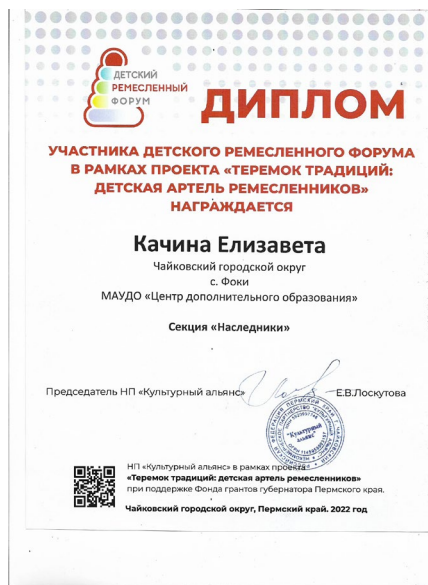 ДЕТСКИЙ
РЕМЕСЛЕННЫЙ
ФОРУМ
ДИПЛОМ
УЧАСТНИКА ДЕТСКОГО РЕМЕСЛЕННОГО ФОРУМА
В РАМКАХ ПРОЕКТА «ТЕРЕМОК ТРАДИЦИЙ:
ДЕТСКАЯ АРТЕЛЬ РЕМЕСЛЕННИКОВ»
НАГРАЖДАЕТСЯ
Качина Елизавета
Чайковский городской округ
с. Фоки
МАУДО «Центр дополнительного образования»
Секция «Наследники»
Председатель НП «Культурный альянс» Е.В.Лоскутова
"Культурный
альянс"
НП «Культурный альянс» в рамках проекта
«Теремок традиций: детская артель ремесленников»
при поддержке Фонда грантов губернатора Пермского края.
Чайковский городской округ, Пермский край. 2022 год